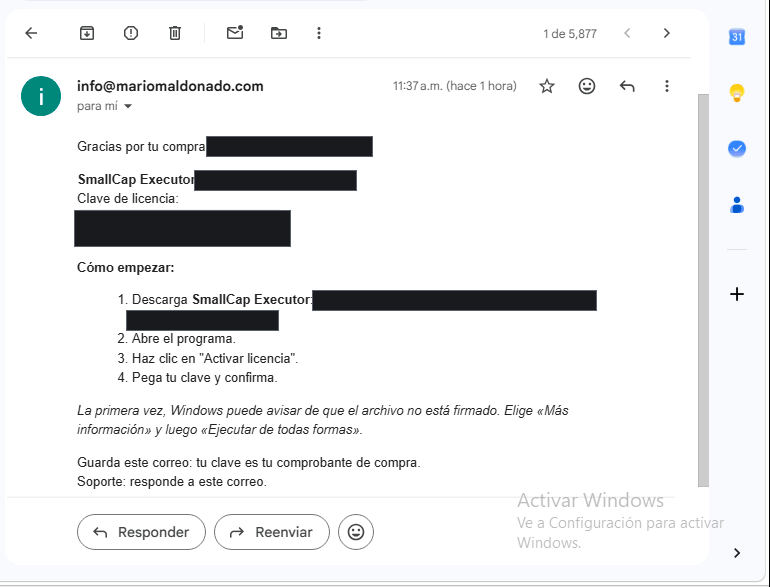 1 de 5,877
31
i
info@mariomaldonado.com
11:37 a.m. (hace 1 hora)
para mí
Gracias por tu compra
SmallCap Executor
Clave de licencia:
Cómo empezar:
1. Descarga SmallCap Executor:
2. Abre el programa.
3. Haz clic en "Activar licencia".
4. Pega tu clave y confirma.
La primera vez, Windows puede avisar de que el archivo no está firmado. Elige «Más
información» y luego «Ejecutar de todas formas».
Guarda este correo: tu clave es tu comprobante de compra.
Soporte: responde a este correo.
Activar Windows
Ve a Configuración para activar
Windows.
Responder
Reenviar